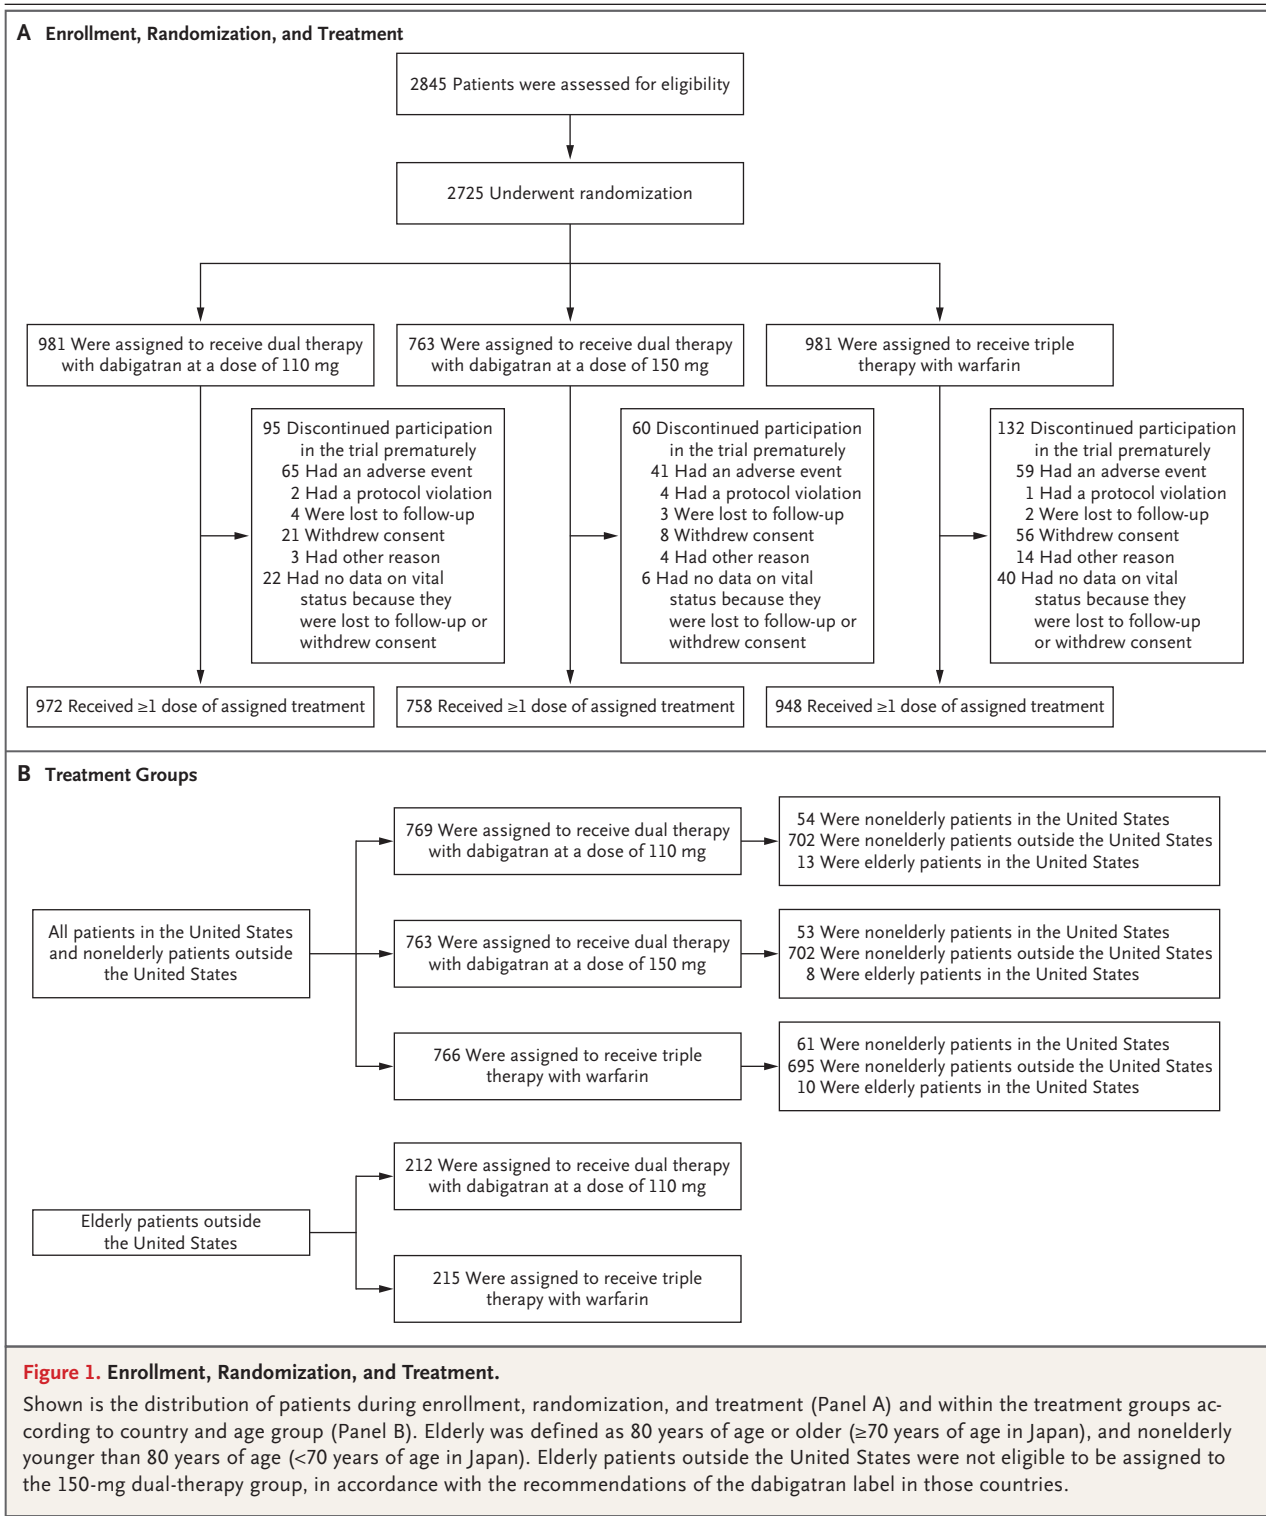 A Enrollment, Randomization, and Treatment
2845 Patients were assessed for eligibility
2725 Underwent randomization
981 Were assigned to receive dual therapy
with dabigatran at a dose of 110 mg
763 Were assigned to receive dual therapy
with dabigatran at a dose of 150 mg
981 Were assigned to receive triple
therapy with warfarin
95 Discontinued participation
in the trial prematurely
65 Had an adverse event
2 Had a protocol violation
4 Were lost to follow-up
21 Withdrew consent
3 Had other reason
22 Had no data on vital
status because they
were lost to follow-up or
withdrew consent
60 Discontinued participation
in the trial prematurely
41 Had an adverse event
4 Had a protocol violation
3 Were lost to follow-up
8 Withdrew consent
4 Had other reason
6 Had no data on vital
status because they
were lost to follow-up or
withdrew consent
132 Discontinued participation
in the trial prematurely
59 Had an adverse event
1 Had a protocol violation
2 Were lost to follow-up
56 Withdrew consent
14 Had other reason
40 Had no data on vital
status because they
were lost to follow-up
or withdrew consent
972 Received ≥1 dose of assigned treatment
758 Received ≥1 dose of assigned treatment
948 Received ≥1 dose of assigned treatment
B Treatment Groups
All patients in the United States
and nonelderly patients outside
the United States
769 Were assigned to receive dual therapy
with dabigatran at a dose of 110 mg
54 Were nonelderly patients in the United States
702 Were nonelderly patients outside the United States
13 Were elderly patients in the United States
763 Were assigned to receive dual therapy
with dabigatran at a dose of 150 mg
53 Were nonelderly patients in the United States
702 Were nonelderly patients outside the United States
8 Were elderly patients in the United States
766 Were assigned to receive triple
therapy with warfarin
61 Were nonelderly patients in the United States
695 Were nonelderly patients outside the United States
10 Were elderly patients in the United States
Elderly patients outside
the United States
212 Were assigned to receive dual therapy
with dabigatran at a dose of 110 mg
215 Were assigned to receive triple
therapy with warfarin
Figure 1. Enrollment, Randomization, and Treatment.
Shown is the distribution of patients during enrollment, randomization, and treatment (Panel A) and within the treatment groups ac-
cording to country and age group (Panel B). Elderly was defined as 80 years of age or older (≥70 years of age in Japan), and nonelderly
younger than 80 years of age (<70 years of age in Japan). Elderly patients outside the United States were not eligible to be assigned to
the 150-mg dual-therapy group, in accordance with the recommendations of the dabigatran label in those countries.